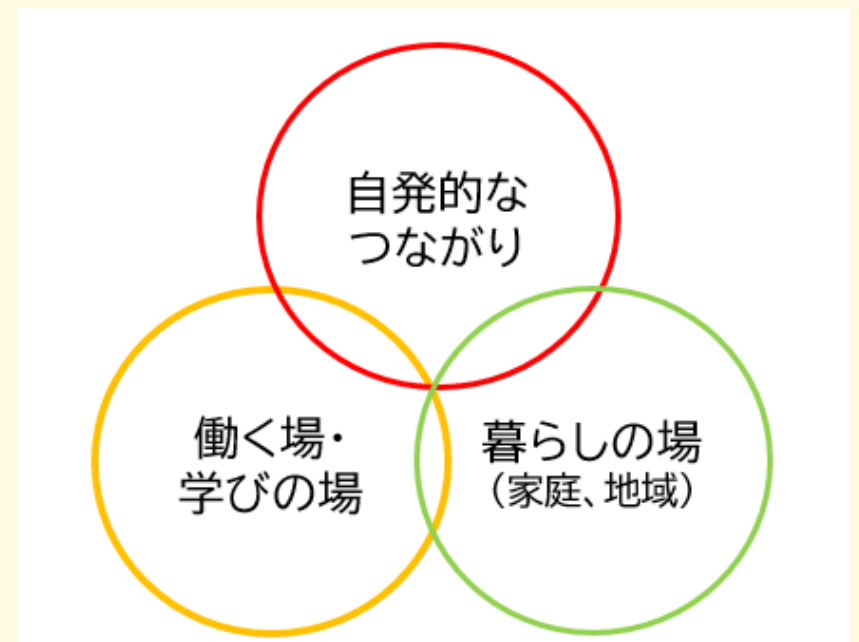 自発的な
つながり
働く場・
学びの場
暮らしの場
（家庭、地域）